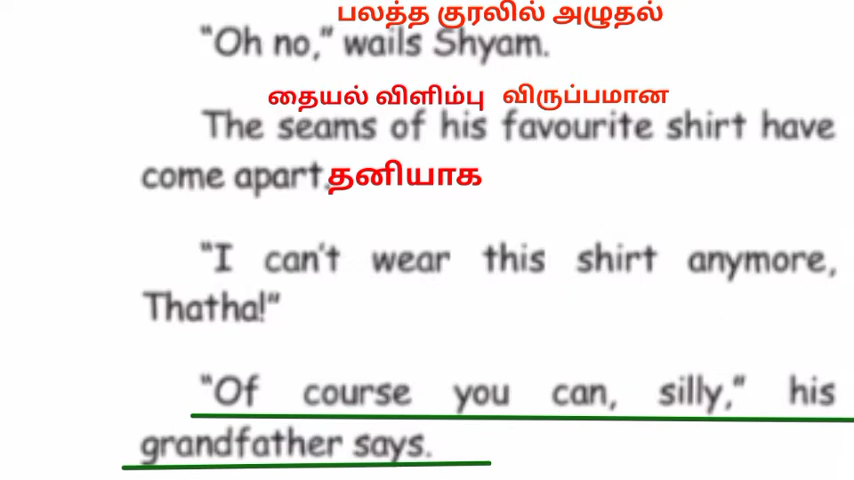 பலத்த குரலில் அழுதல்
“Oh no,” wails Shyam.
தையல் விளிம்பு விருப்பமான
The seams of his favourite shirt have
come apart. தனியாக
“I can’t wear this shirt anymore,
Thatha!”
“Of course you can, silly,” his
grandfather says.